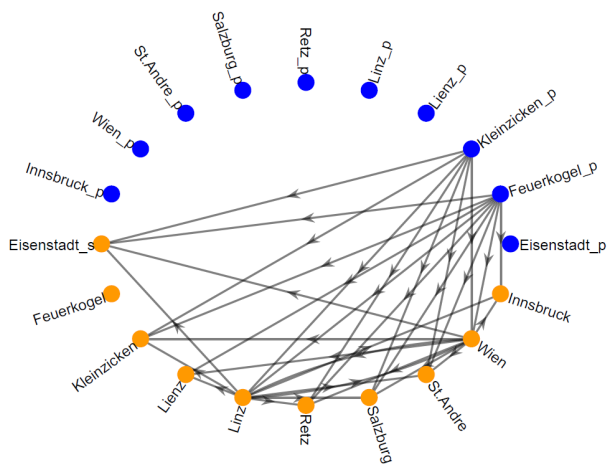 Retz_p
Salzburg_p
Linz_p
St.Andre_p
Lienz_p
Wien_p
Kleinzicken_p
Innsbruck_p
Feuerkogel_p
Eisenstadt_s
Eisenstadt_p
Feuerkogel
Innsbruck
Kleinzicken
Wien
Lienz
St.Andre
Linz
Salzburg
Retz